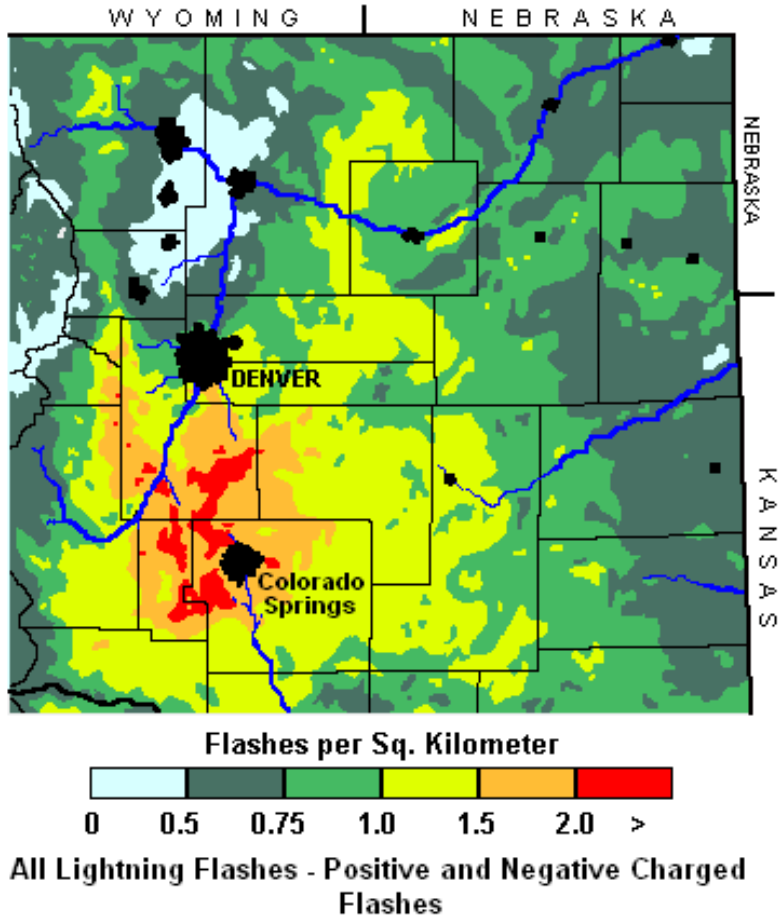 WYOMING
NEBRASKA
NEBRASKA
DENVER
KANSAS
Colorado
Springs
Flashes per Sq. Kilometer
0 0.5 0.75 1.0 1.5 2.0 >
All Lightning Flashes - Positive and Negative Charged
Flashes